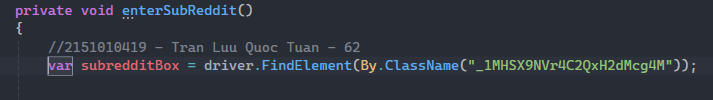 private void enterSubReddit()
{
//2151010419 - Tran Luu Quoc Tuan - 62
var subredditBox = driver.FindElement(By.ClassName("_1MHSX9NVr4C2QxH2dMcg4M"));